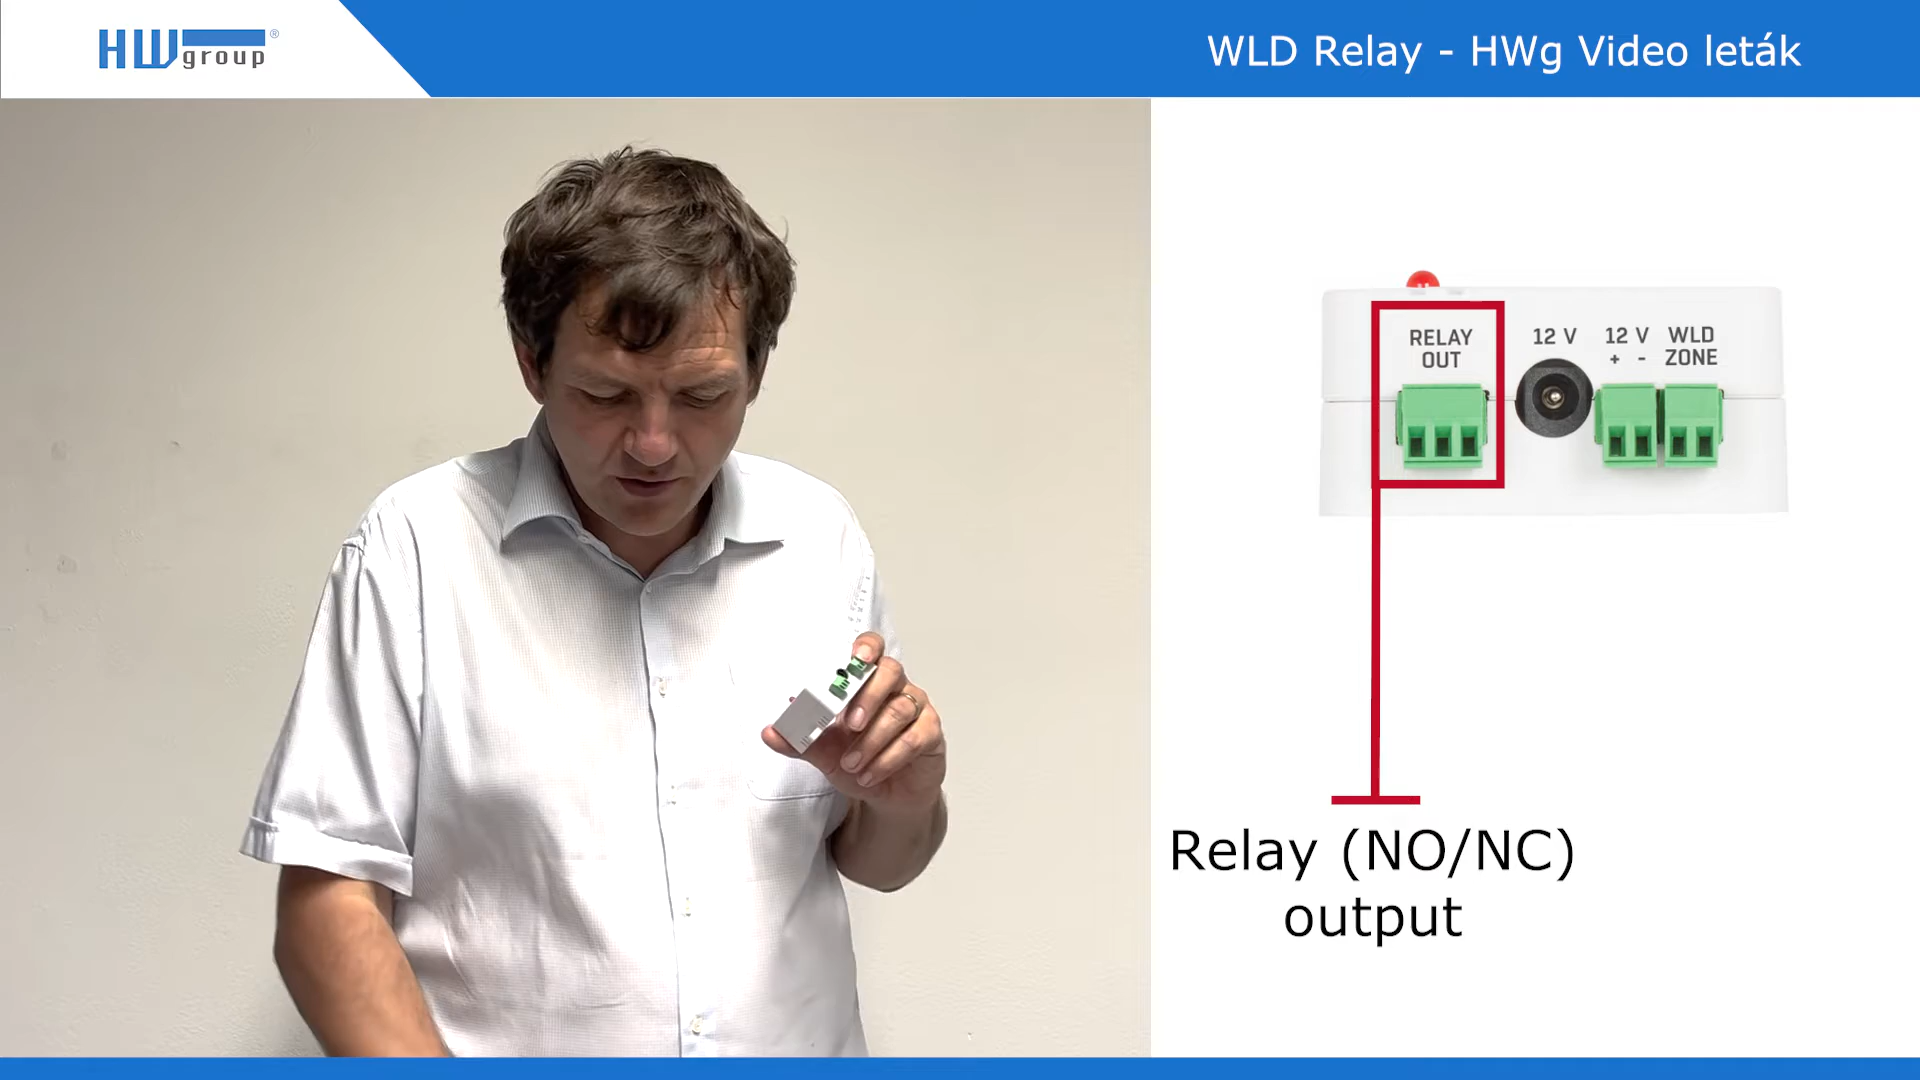 HW group ®
WLD Relay - HWg Video leták
RELAY
OUT
12 V
12 V
+ -
WLD
ZONE
Relay (NO/NC)
output